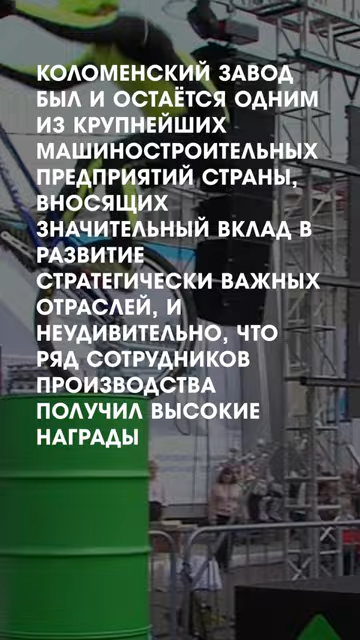 КОЛОМЕНСКИЙ ЗАВОД
БЫЛ И ОСТАЁТСЯ ОДНИМ
ИЗ КРУПНЕЙШИХ
МАШИНОСТРОИТЕЛЬНЫХ
ПРЕДПРИЯТИЙ СТРАНЫ,
ВНОСЯЩИХ
ЗНАЧИТЕЛЬНЫЙ ВКЛАД В
РАЗВИТИЕ
СТРАТЕГИЧЕСКИ ВАЖНЫХ
ОТРАСЛЕЙ, И
НЕУДИВИТЕЛЬНО, ЧТО
РЯД СОТРУДНИКОВ
ПРОИЗВОДСТВА
ПОЛУЧИЛ ВЫСОКИЕ
НАГРАДЫ